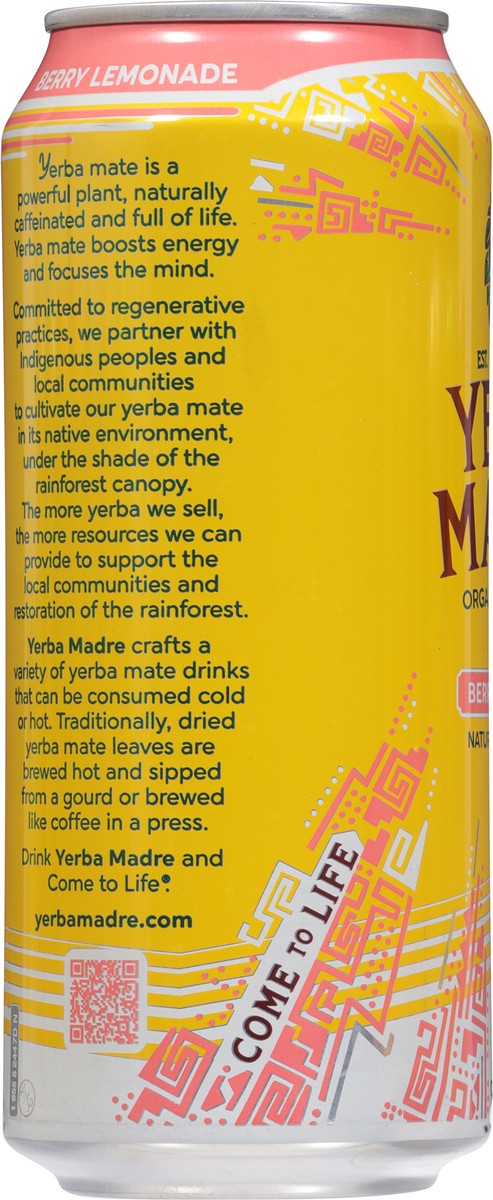 BERRY LEMONADE
Yerba mate is a
powerful plant, naturally
caffeinated and full of life.
Yerba mate boosts energy
and focuses the mind.
Committed to regenerative
practices, we partner with
Indigenous peoples and
local communities
to cultivate our yerba mate
in its native environment,
under the shade of the
rainforest canopy.
The more yerba we sell,
the more resources we can
provide to support the
local communities and
restoration of the rainforest.
Yerba Madre crafts a
variety of yerba mate drinks
that can be consumed cold
or hot. Traditionally, dried
yerba mate leaves are
brewed hot and sipped
from a gourd or brewed
like coffee in a press.
Drink Yerba Madre and
Come to Life®.
yerbamadre.com
COME TO LIFE
EST.
YE
MA
ORGA
BER
NATUR